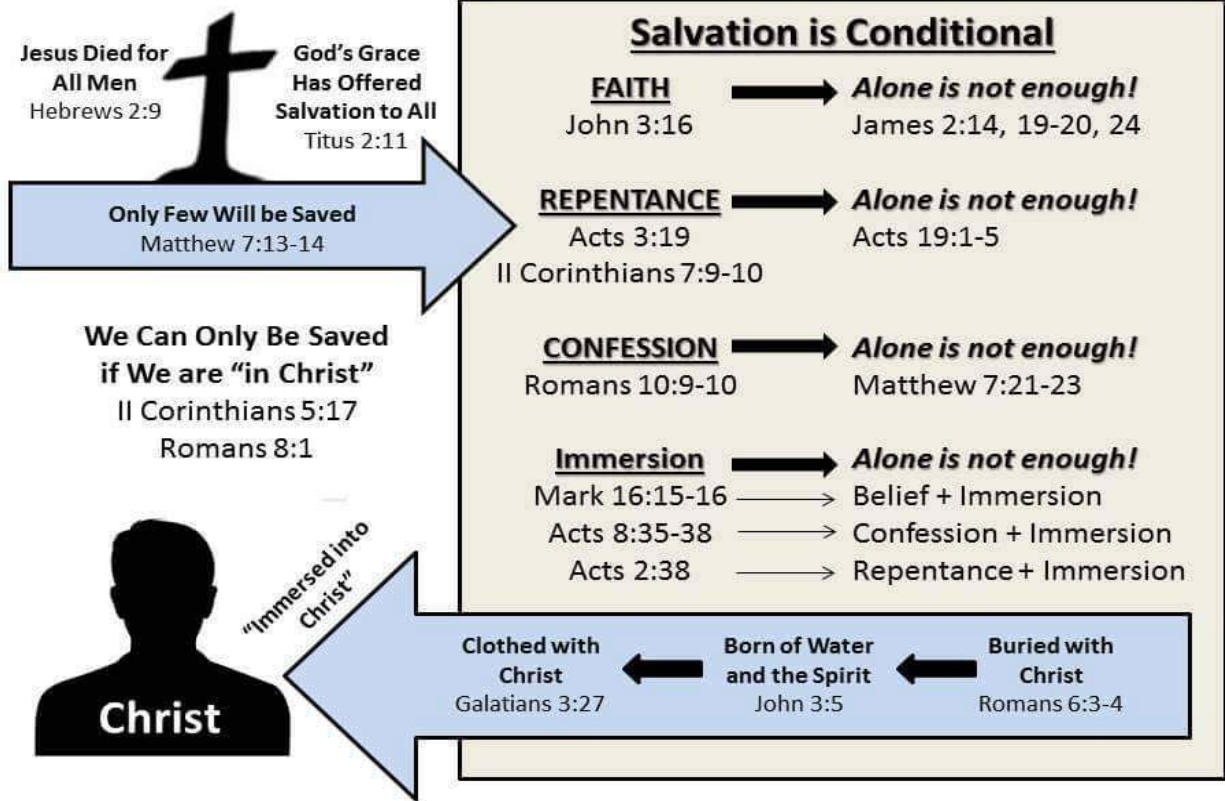 Jesus Died for
All Men
Hebrews 2:9
God's Grace
Has Offered
Salvation to All
Titus 2:11
Only Few Will be Saved
Matthew 7:13-14
We Can Only Be Saved
if We are "in Christ"
II Corinthians 5:17
Romans 8:1
Salvation is Conditional
FAITH
John 3:16
Alone is not enough!
James 2:14, 19-20, 24
REPENTANCE
Acts 3:19
II Corinthians 7:9-10
Alone is not enough!
Acts 19:1-5
CONFESSION
Romans 10:9-10
Alone is not enough!
Matthew 7:21-23
Immersion
Alone is not enough!
Mark 16:15-16
Belief + Immersion
Acts 8:35-38
Confession + Immersion
Acts 2:38
Repentance + Immersion
Buried with
Christ
Romans 6:3-4
Born of Water
and the Spirit
John 3:5
Clothed with
Christ
Galatians 3:27
"Immersed into
Christ"
Christ